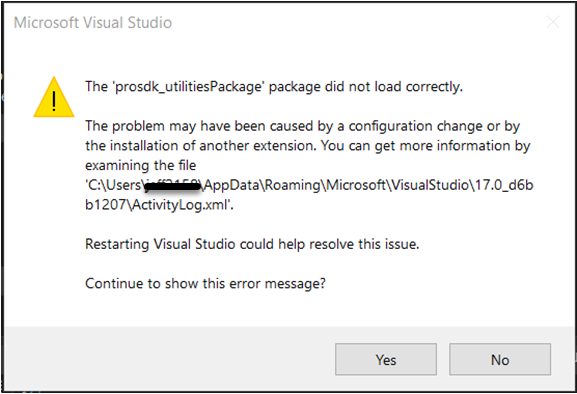 Microsoft Visual Studio
The 'prosdk_utilitiesPackage' package did not load correctly.
The problem may have been caused by a configuration change or by
the installation of another extension. You can get more information by
examining the file
'C:\Users\\AppData\Roaming\Microsoft\VisualStudio\17.0_d6b
b1207\ActivityLog.xml'.
Restarting Visual Studio could help resolve this issue.
Continue to show this error message?
Yes
No